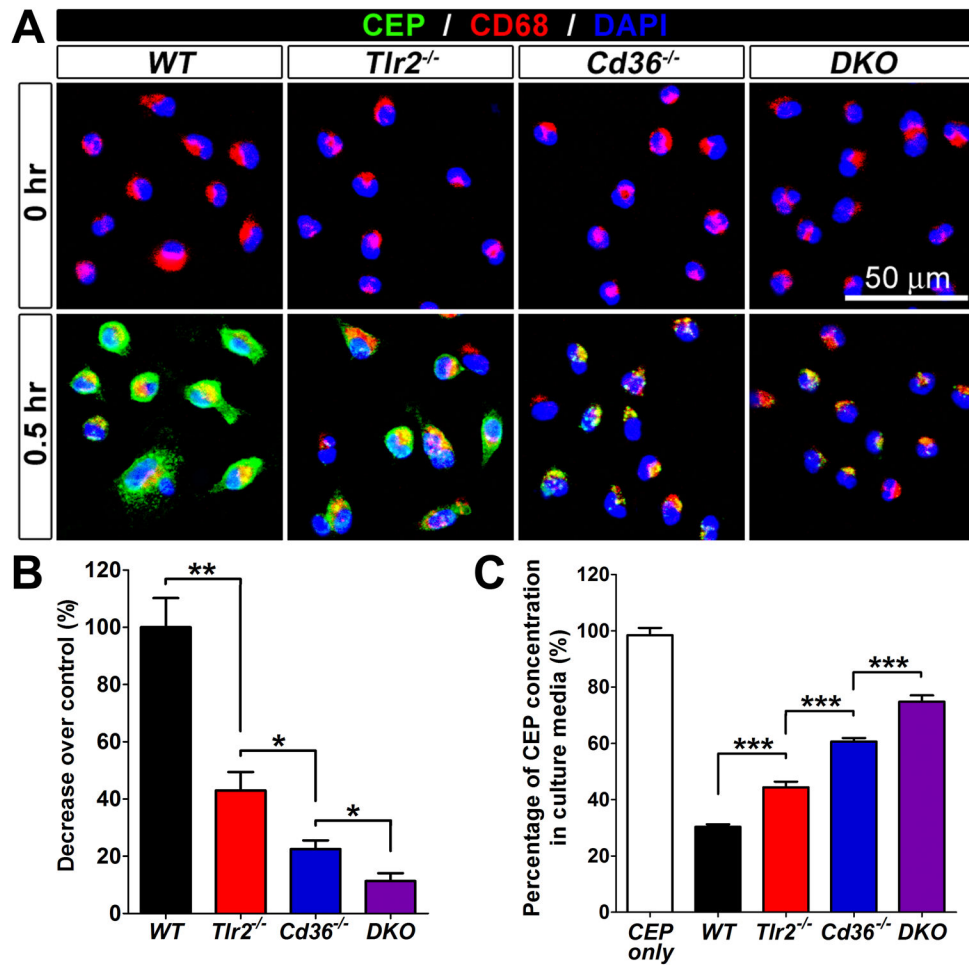 A
CEP / CD68 / DAPI
WT Tlr2-/- Cd36-/- DKO
0 hr
50 μm
0.5 hr
B
Decrease over control (%)
120
100
80
60
40
20
0
**
*
*
WT Tlr2-/- Cd36-/- DKO
C
Percentage of CEP concentration
in culture media (%)
120
100
80
60
40
20
0
***
***
***
CEP only WT Tlr2-/- Cd36-/- DKO